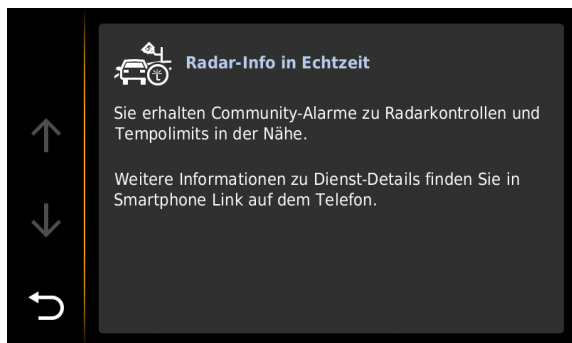 Radar-Info in Echtzeit
Sie erhalten Community-Alarme zu Radarkontrollen und
Tempolimits in der Nähe.
Weitere Informationen zu Dienst-Details finden Sie in
Smartphone Link auf dem Telefon.